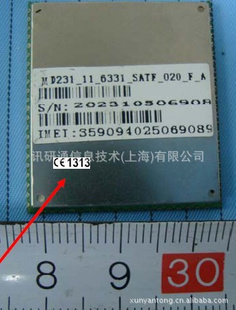 MD231_11_6331_SATF_020_F_A
S/N: 202310506908
IMEI: 359094025069089
讯研通信息技术(上海)有限公司
CE1313
8 9 30
xunyantong.cn.alibaba.com